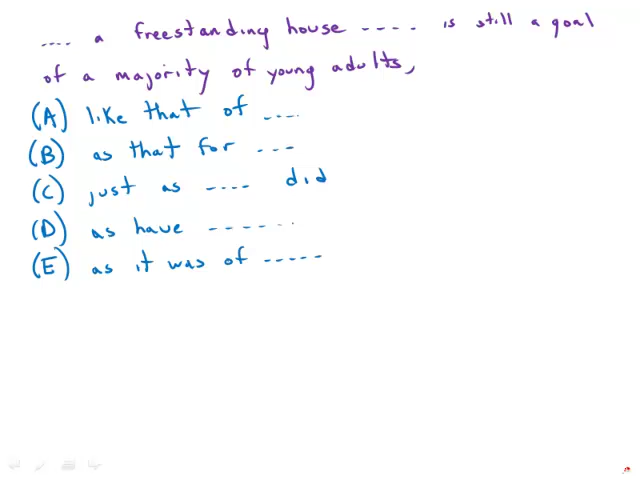 .... a freestanding house .... is still a goal
of a majority of young adults,
(A) like that of ....
(B) as that for ---
(C) just as .... did
(D) as have ------
(E) as it was of -----